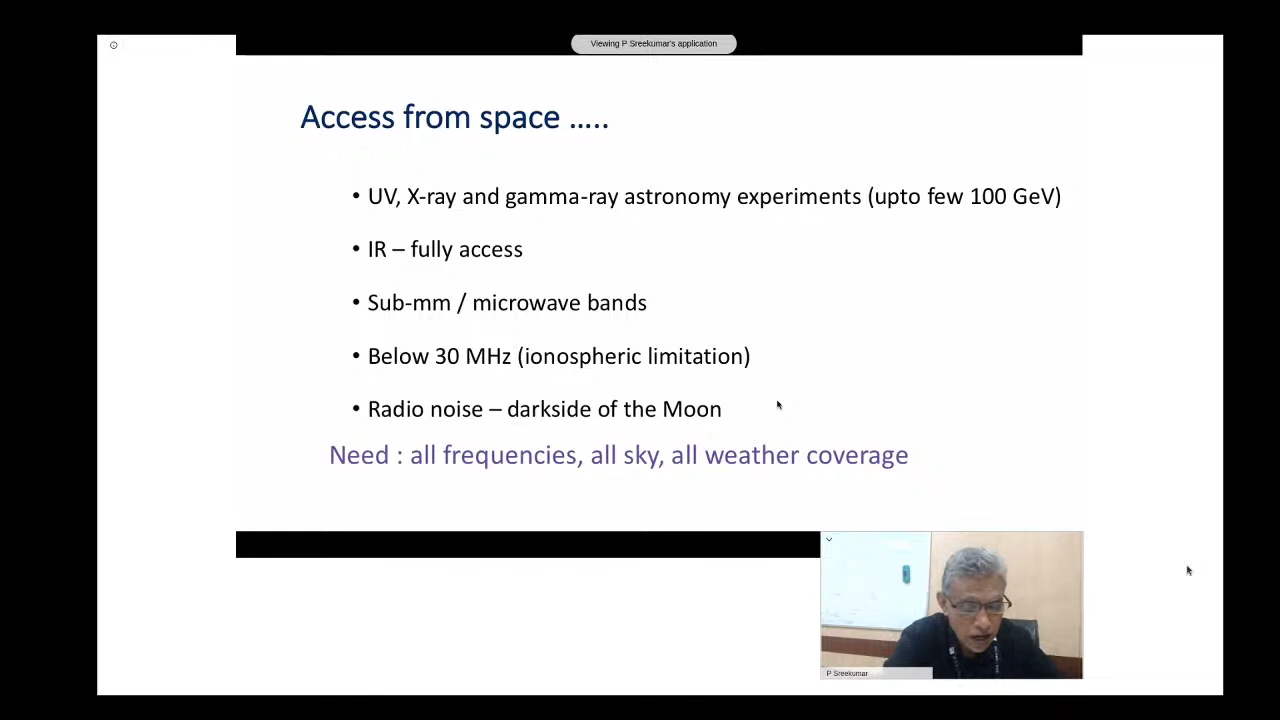 Viewing P Sreekumar's application
Access from space …..
• UV, X-ray and gamma-ray astronomy experiments (upto few 100 GeV)
• IR – fully access
• Sub-mm / microwave bands
• Below 30 MHz (ionospheric limitation)
• Radio noise – darkside of the Moon
Need : all frequencies, all sky, all weather coverage
P Sreekumar